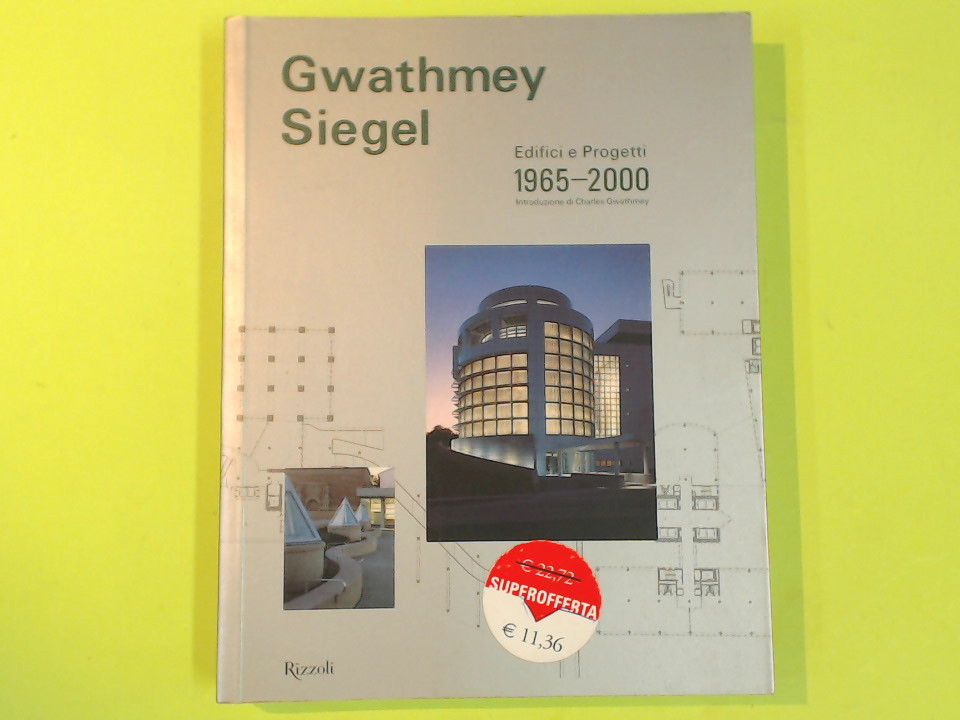 Gwathmey
Siegel
Edifici e Progetti
1965–2000
Introduzione di Charles Gwathmey
€ 22,72
SUPEROFFERTA
€ 11,36
Rizzoli